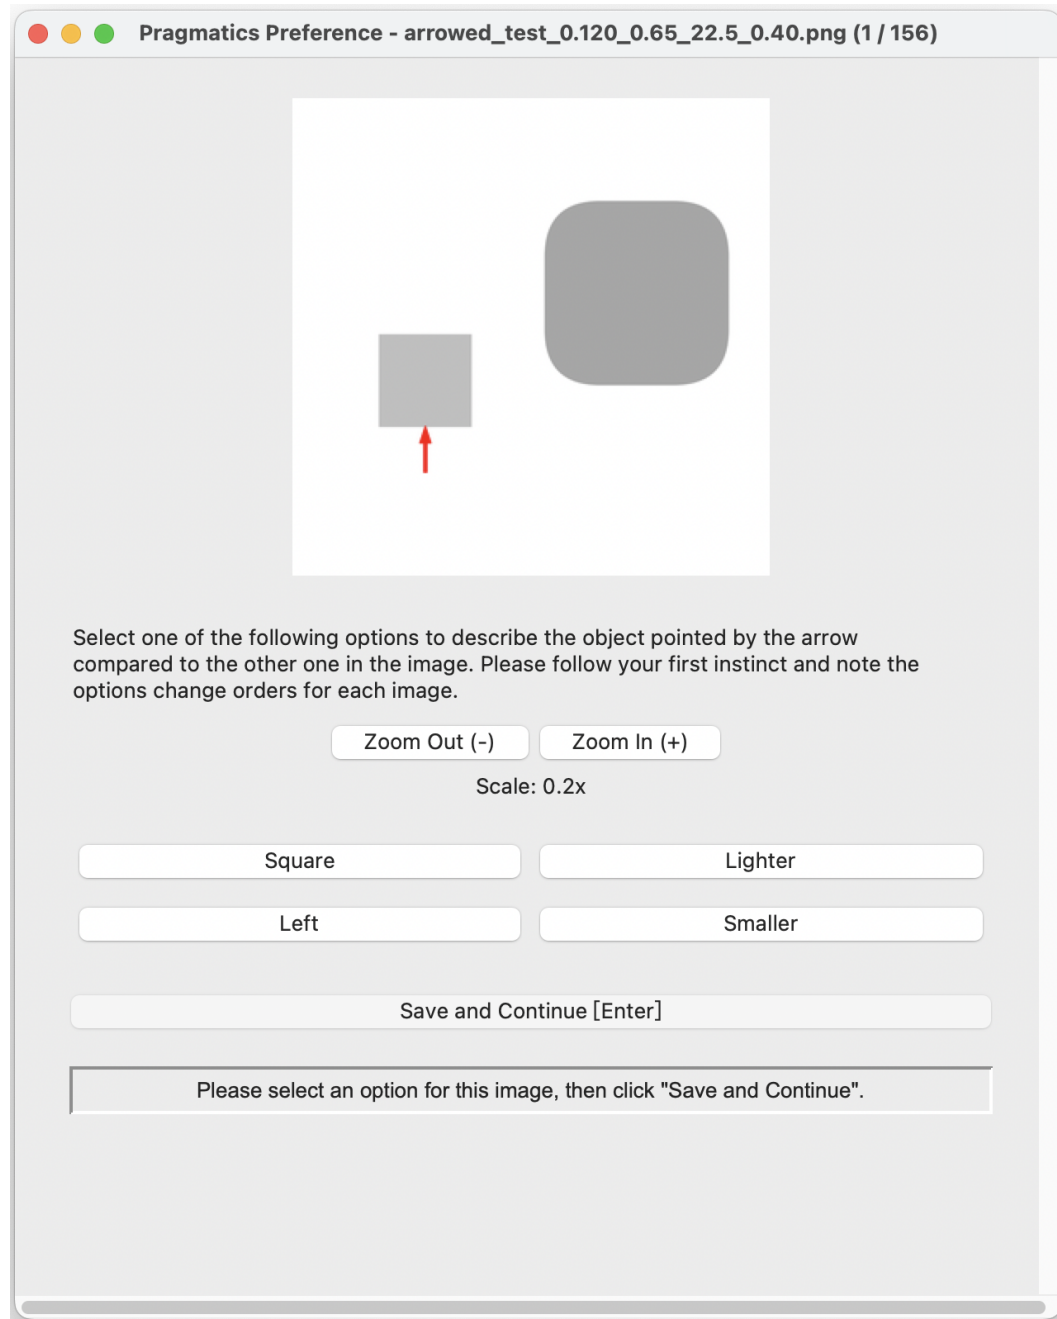 Pragmatics Preference - arrowed_test_0.120_0.65_22.5_0.40.png (1 / 156)
Select one of the following options to describe the object pointed by the arrow
compared to the other one in the image. Please follow your first instinct and note the
options change orders for each image.
Zoom Out (-) Zoom In (+)
Scale: 0.2x
Square Lighter
Left Smaller
Save and Continue [Enter]
Please select an option for this image, then click "Save and Continue".